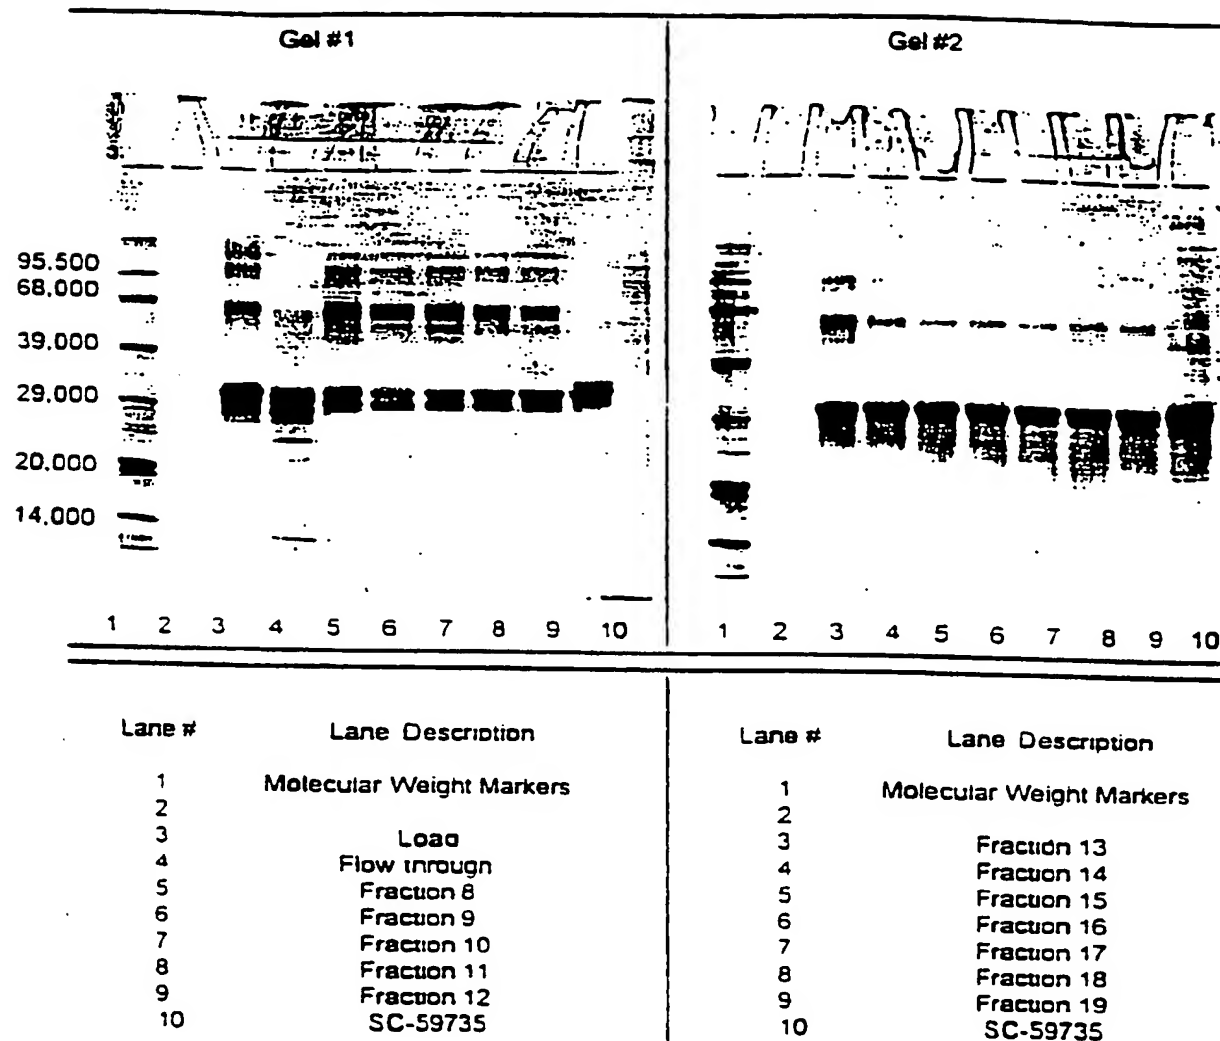 Gel #1
Gel #2
95.500
68.000
39.000
29.000
20.000
14.000
1 2 3 4 5 6 7 8 9 10
1 2 3 4 5 6 7 8 9 10
Lane # Lane Description
1 Molecular Weight Markers
2
3 Load
4 Flow through
5 Fraction 8
6 Fraction 9
7 Fraction 10
8 Fraction 11
9 Fraction 12
10 SC-59735
Lane # Lane Description
1 Molecular Weight Markers
2
3 Fraction 13
4 Fraction 14
5 Fraction 15
6 Fraction 16
7 Fraction 17
8 Fraction 18
9 Fraction 19
10 SC-59735